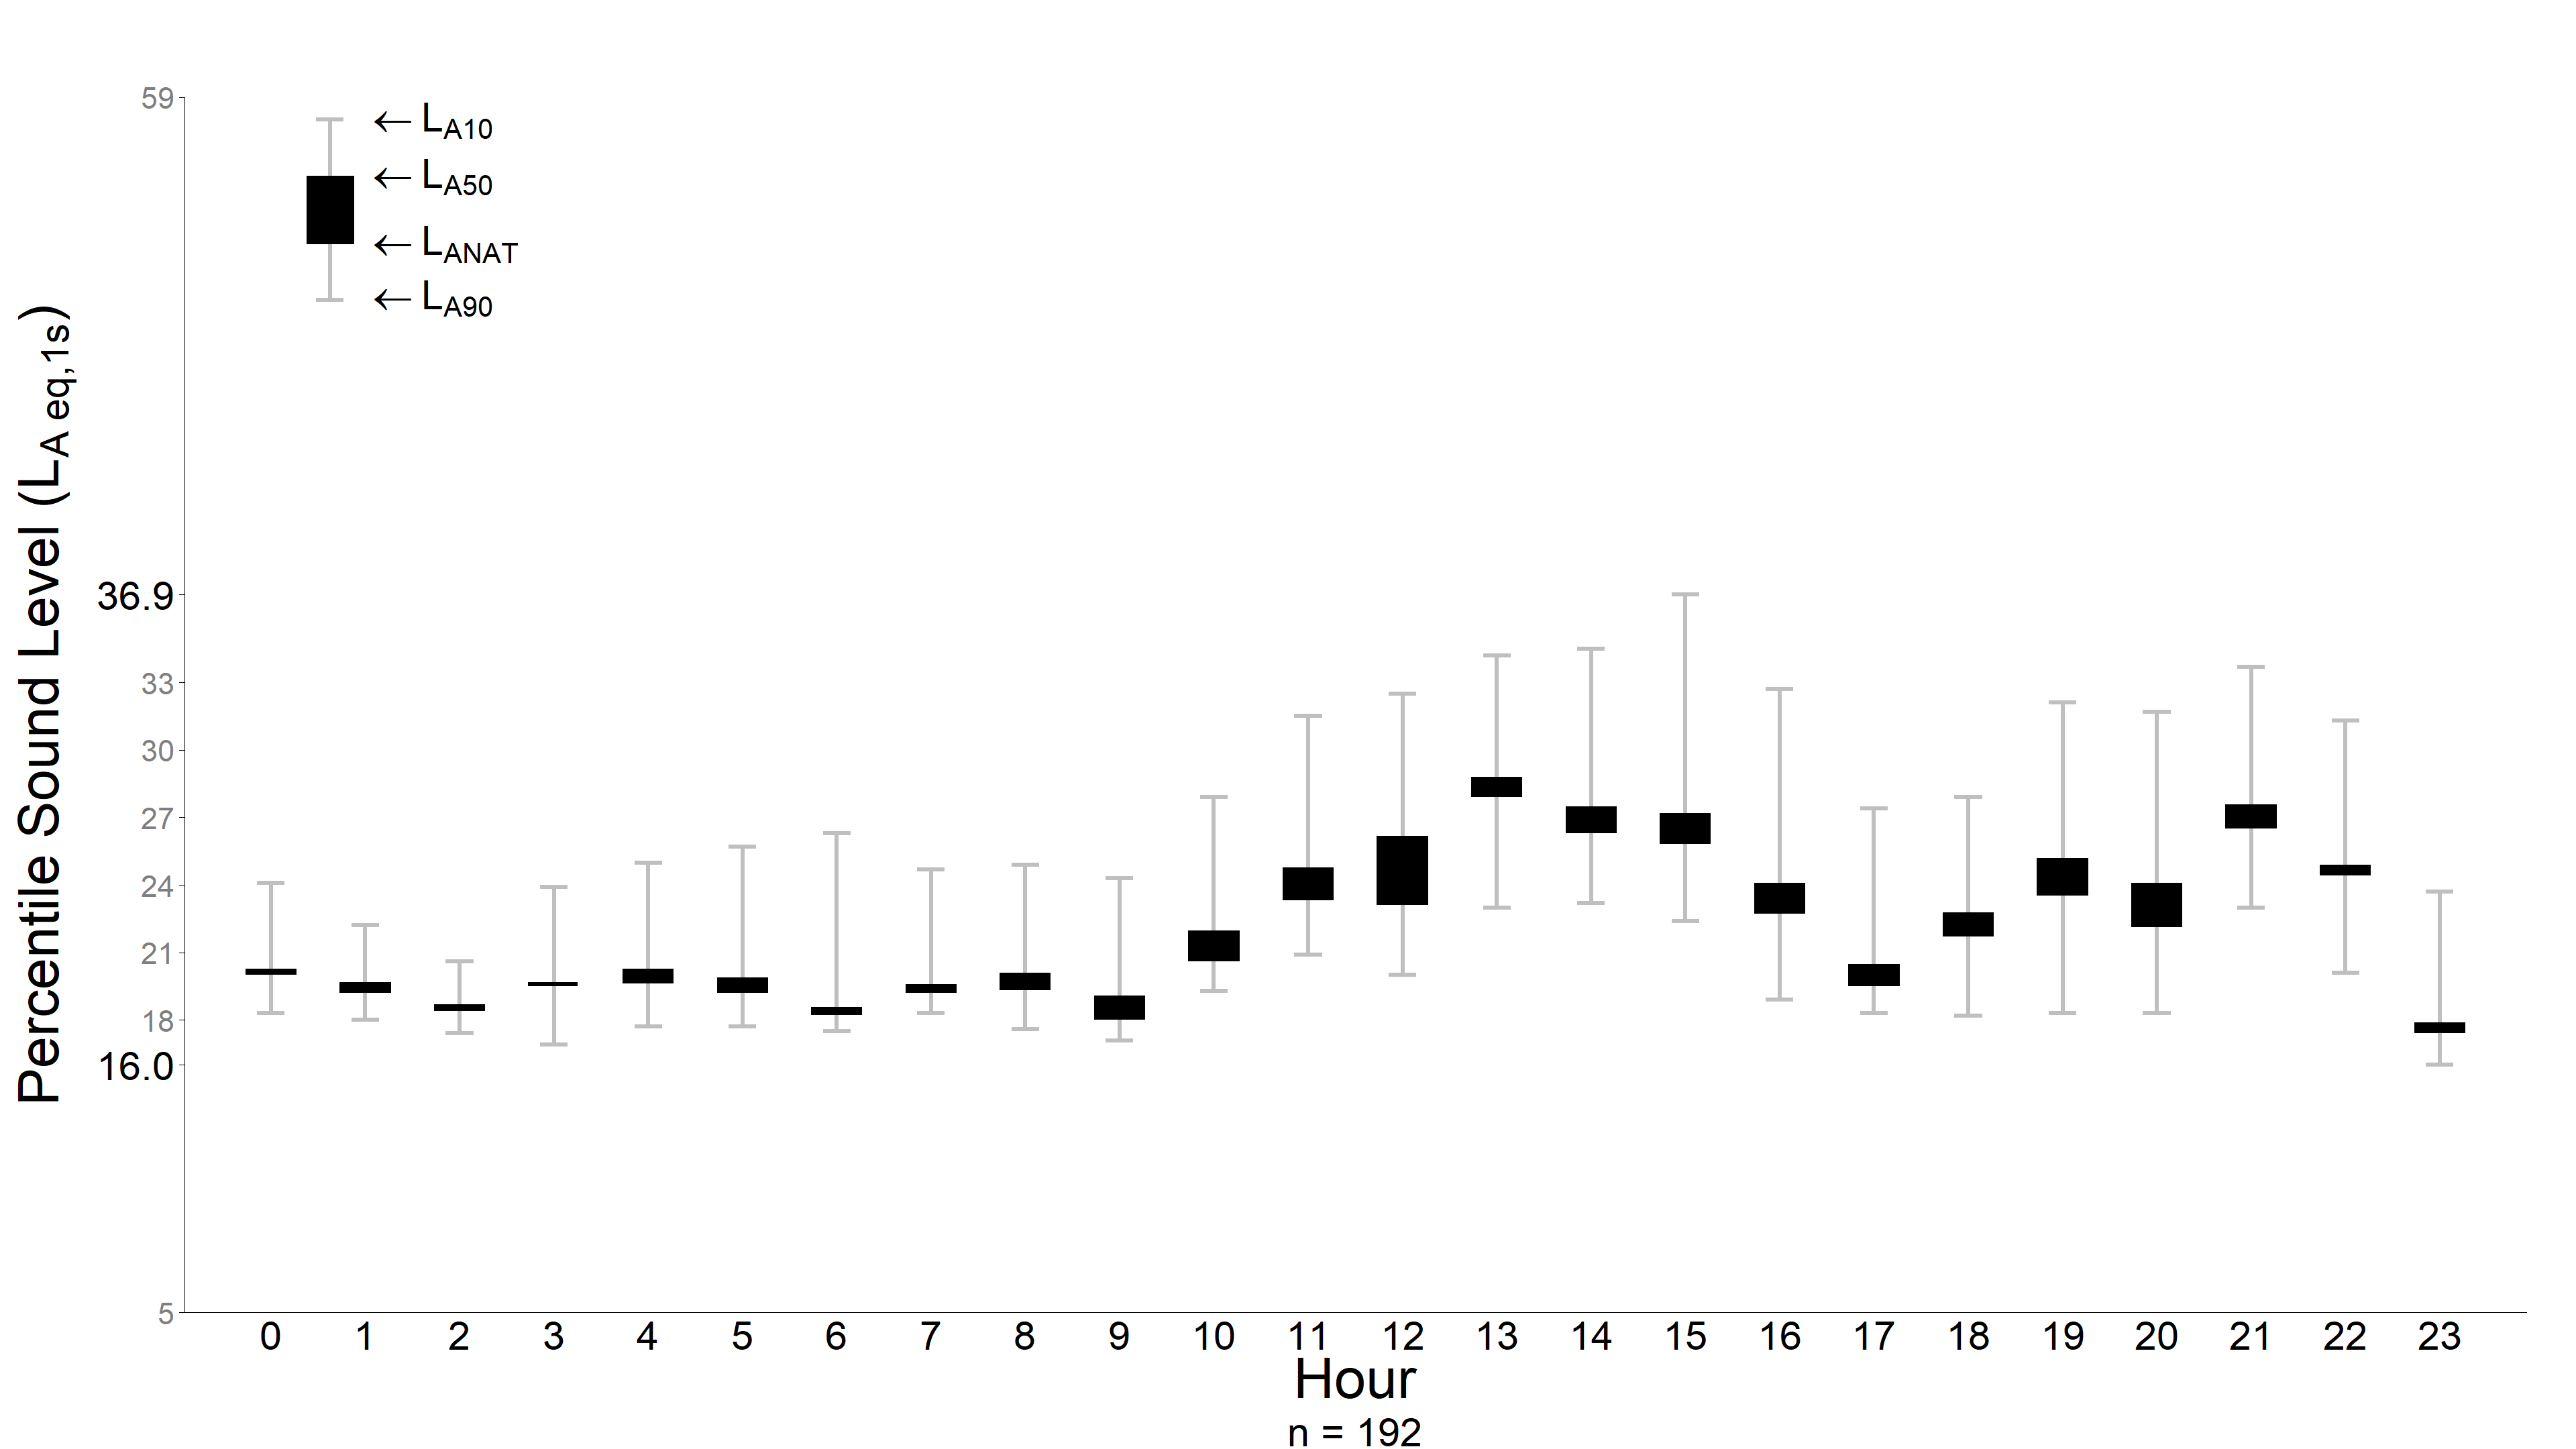 59
← LA10
← LA50
← LANAT
← LA90
Percentile Sound Level (LA eq,1s)
36.9
33
30
27
24
21
18
16.0
5
0 1 2 3 4 5 6 7 8 9 10 11 12 13 14 15 16 17 18 19 20 21 22 23
Hour
n = 192